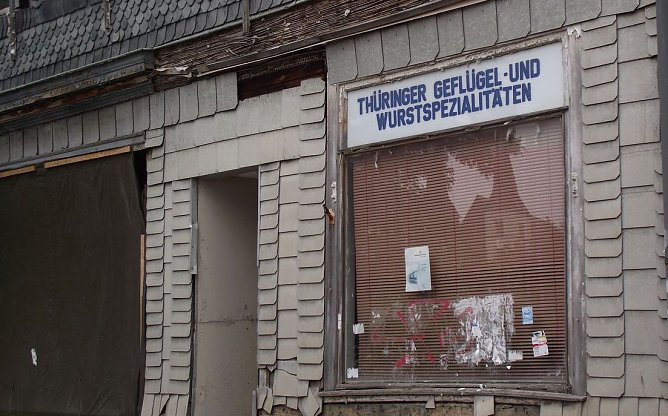 THÜRINGER GEFLÜGEL-UND
WURSTSPEZIALITÄTEN